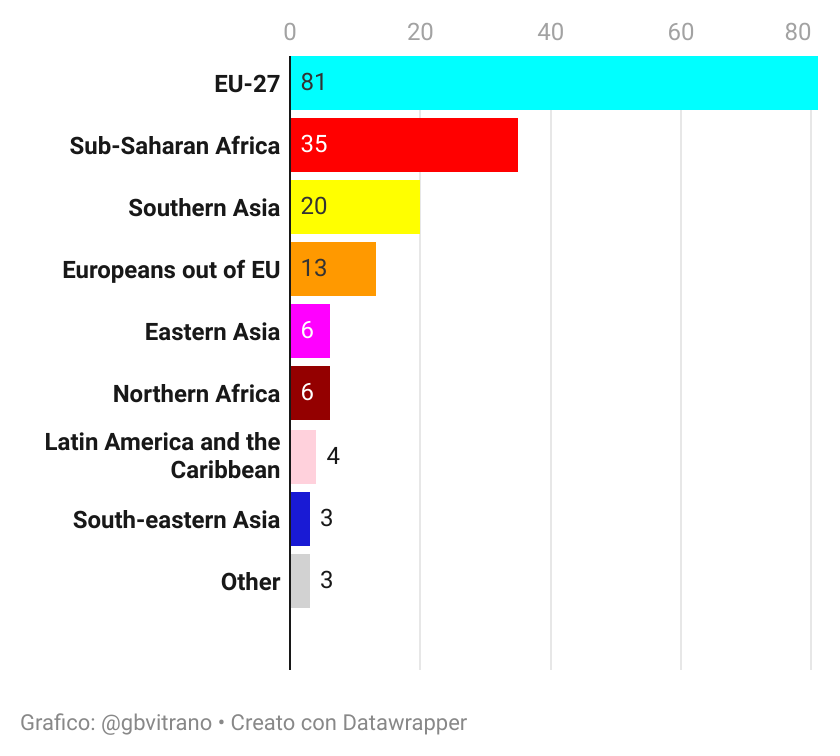 0 20 40 60 80
EU-27 81
Sub-Saharan Africa 35
Southern Asia 20
Europeans out of EU 13
Eastern Asia 6
Northern Africa 6
Latin America and the
Caribbean 4
South-eastern Asia 3
Other 3
Grafico: @gbvitrano • Creato con Datawrapper